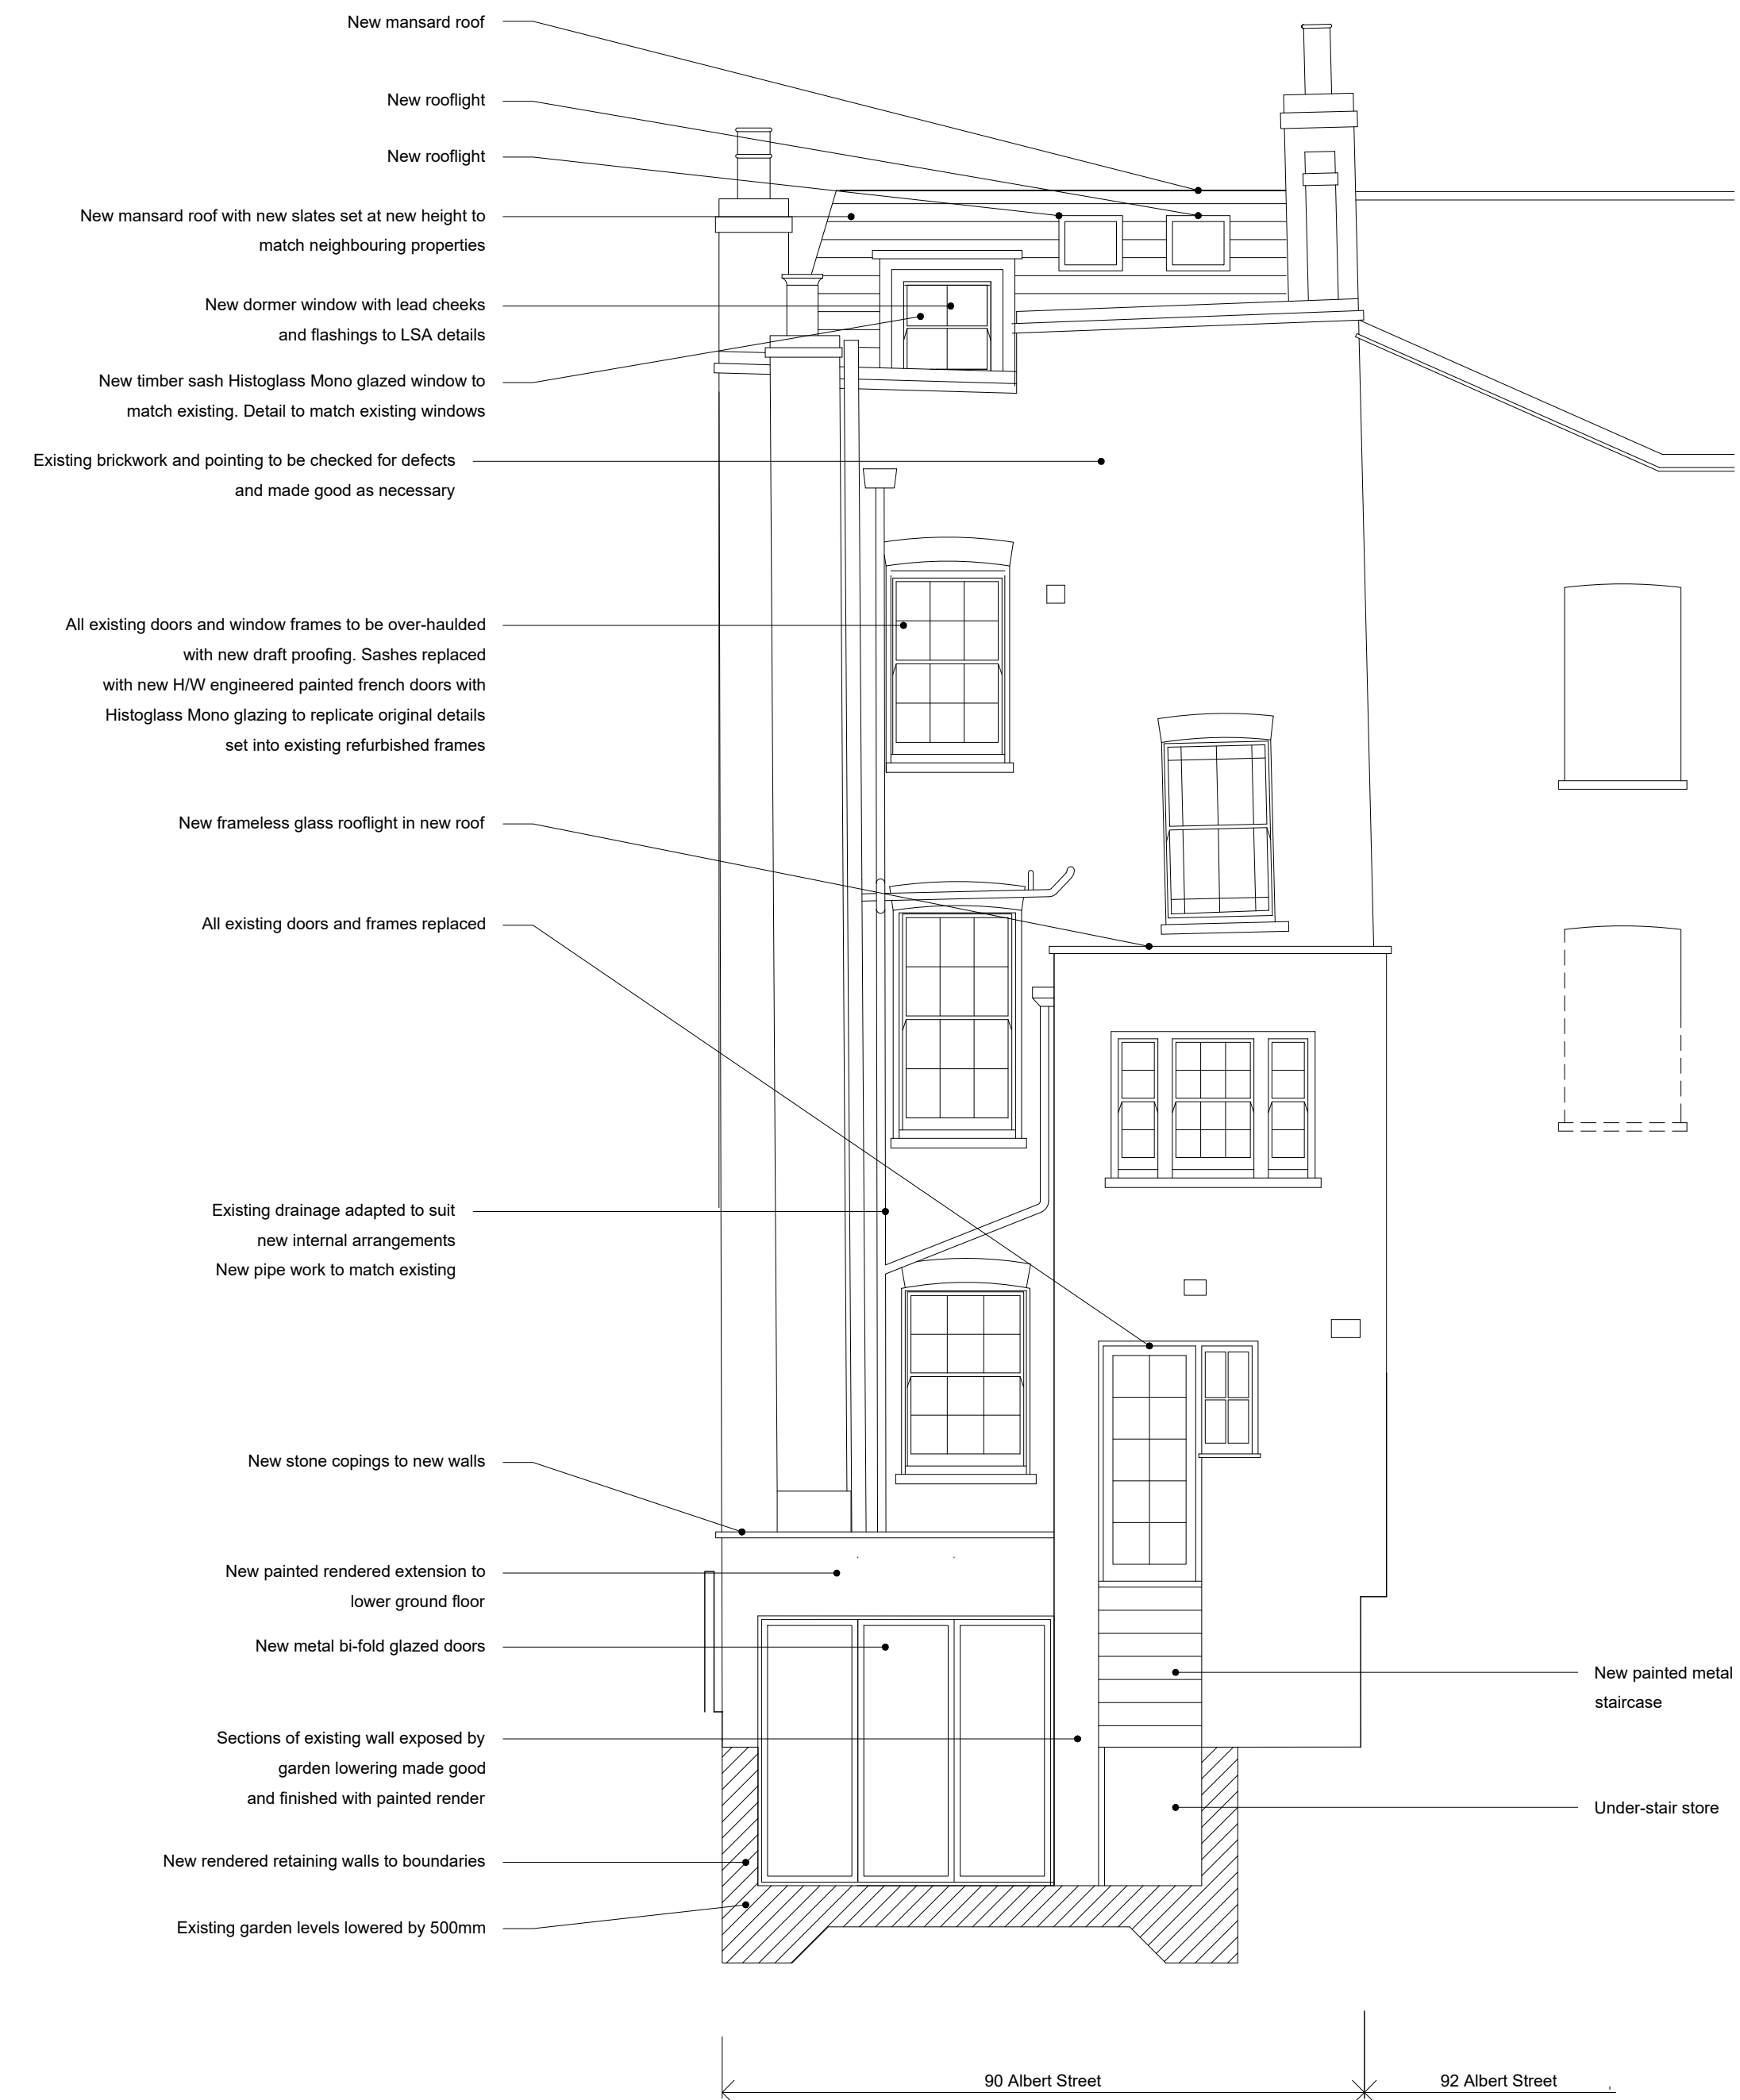 New mansard roof
New rooflight
New rooflight
New mansard roof with new slates set at new height to
match neighbouring properties
New dormer window with lead cheeks
and flashings to LSA details
New timber sash Histoglass Mono glazed window to
match existing. Detail to match existing windows
Existing brickwork and pointing to be checked for defects
and made good as necessary
All existing doors and window frames to be over-haulded
with new draft proofing. Sashes replaced
with new H/W engineered painted french doors with
Histoglass Mono glazing to replicate original details
set into existing refurbished frames
New frameless glass rooflight in new roof
All existing doors and frames replaced
Existing drainage adapted to suit
new internal arrangements
New pipe work to match existing
New stone copings to new walls
New painted rendered extension to
lower ground floor
New metal bi-fold glazed doors
New painted metal
staircase
Sections of existing wall exposed by
garden lowering made good
and finished with painted render
Under-stair store
New rendered retaining walls to boundaries
Existing garden levels lowered by 500mm
90 Albert Street
92 Albert Street